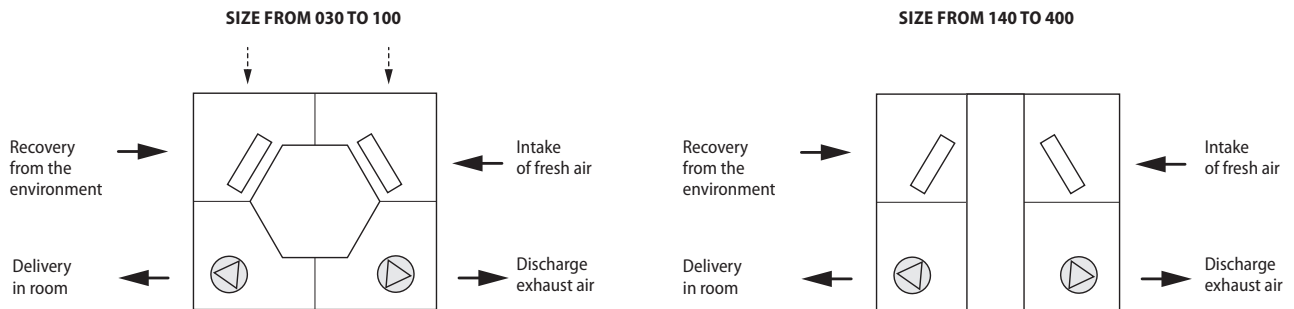 SIZE FROM 030 TO 100
SIZE FROM 140 TO 400
Recovery
from the
environment
Intake
of fresh air
Delivery
in room
Discharge
exhaust air
Recovery
from the
environment
Intake
of fresh air
Delivery
in room
Discharge
exhaust air